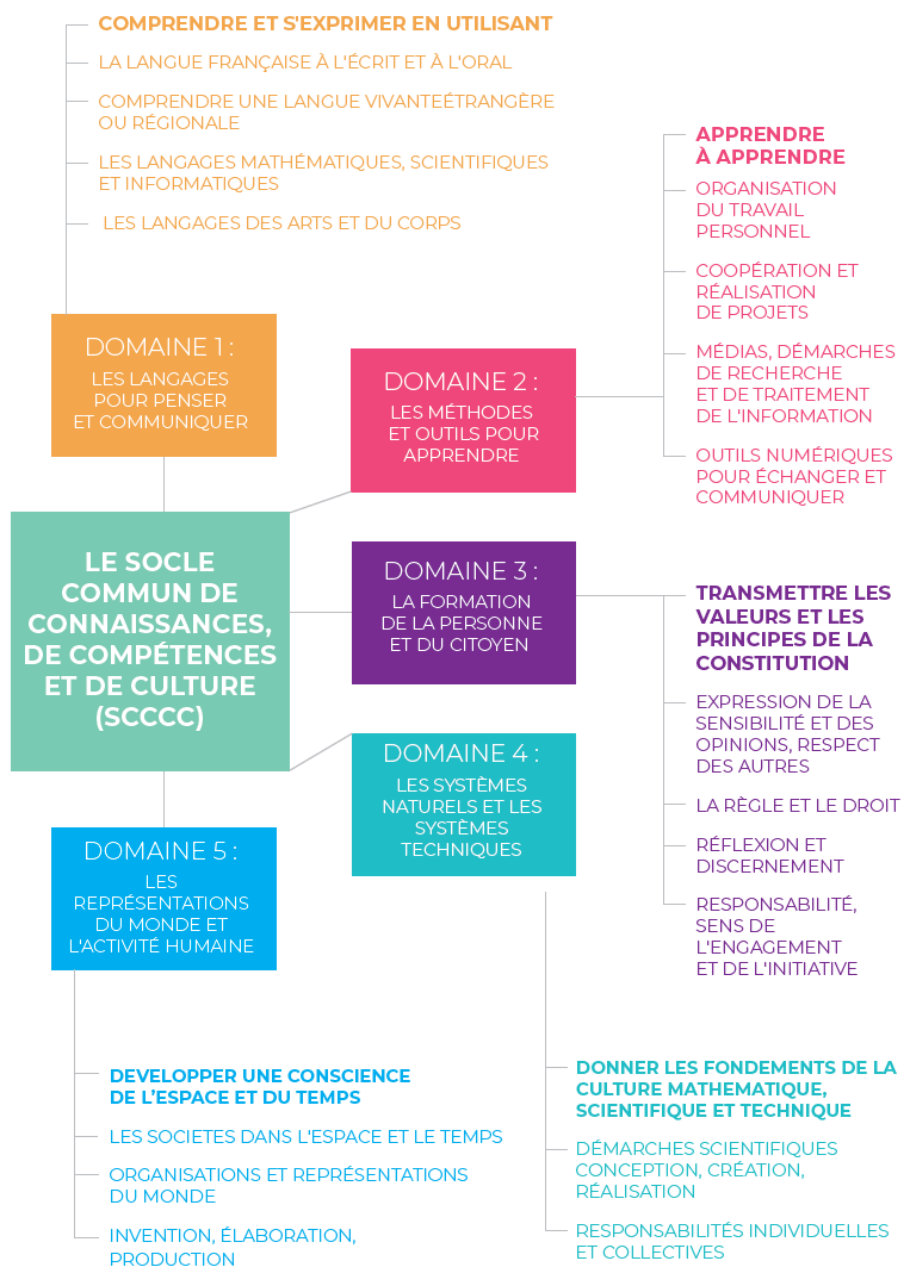 COMPRENDRE ET S'EXPRIMER EN UTILISANT
LA LANGUE FRANÇAISE À L'ÉCRIT ET À L'ORAL
COMPRENDRE UNE LANGUE VIVANTEÉTRANGÈRE
OU RÉGIONALE
LES LANGAGES MATHÉMATIQUES, SCIENTIFIQUES
ET INFORMATIQUES
LES LANGAGES DES ARTS ET DU CORPS
DOMAINE 1 :
LES LANGAGES
POUR PENSER
ET COMMUNIQUER
APPRENDRE
À APPRENDRE
ORGANISATION
DU TRAVAIL
PERSONNEL
COOPÉRATION ET
RÉALISATION
DE PROJETS
MÉDIAS, DÉMARCHES
DE RECHERCHE
ET DE TRAITEMENT
DE L'INFORMATION
OUTILS NUMÉRIQUES
POUR ÉCHANGER ET
COMMUNIQUER
DOMAINE 2 :
LES MÉTHODES
ET OUTILS POUR
APPRENDRE
LE SOCLE
COMMUN DE
CONNAISSANCES,
DE COMPÉTENCES
ET DE CULTURE
(SCCCC)
DOMAINE 3 :
LA FORMATION
DE LA PERSONNE
ET DU CITOYEN
TRANSMETTRE LES
VALEURS ET LES
PRINCIPES DE LA
CONSTITUTION
EXPRESSION DE LA
SENSIBILITÉ ET DES
OPINIONS, RESPECT
DES AUTRES
LA RÈGLE ET LE DROIT
RÉFLEXION ET
DISCERNEMENT
RESPONSABILITÉ,
SENS DE
L'ENGAGEMENT
ET DE L'INITIATIVE
DOMAINE 4 :
LES SYSTÈMES
NATURELS ET LES
SYSTÈMES
TECHNIQUES
DOMAINE 5 :
LES
REPRÉSENTATIONS
DU MONDE ET
L'ACTIVITÉ HUMAINE
DEVELOPPER UNE CONSCIENCE
DE L'ESPACE ET DU TEMPS
LES SOCIETES DANS L'ESPACE ET LE TEMPS
ORGANISATIONS ET REPRÉSENTATIONS
DU MONDE
INVENTION, ÉLABORATION,
PRODUCTION
DONNER LES FONDEMENTS DE LA
CULTURE MATHEMATIQUE,
SCIENTIFIQUE ET TECHNIQUE
DÉMARCHES SCIENTIFIQUES
CONCEPTION, CRÉATION,
RÉALISATION
RESPONSABILITÉS INDIVIDUELLES
ET COLLECTIVES